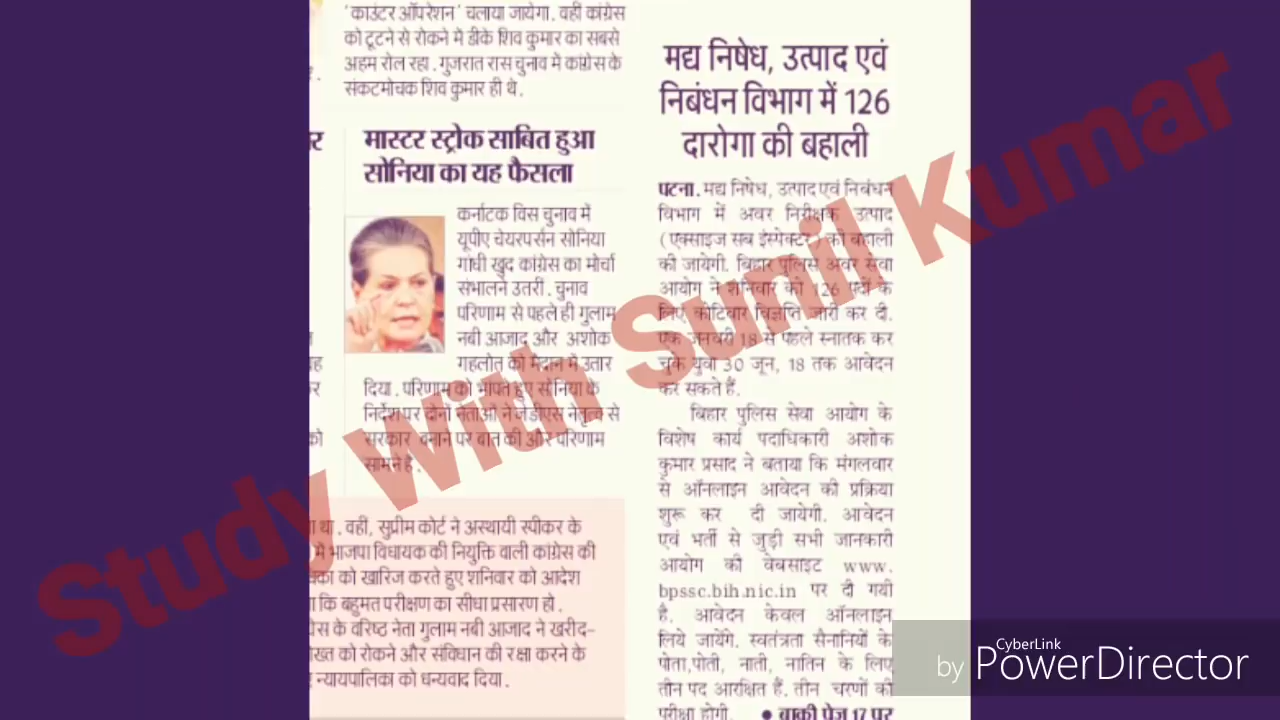 'काउंटर ऑपरेशन' चलाया जायेगा. वहीं कांग्रेस
को टूटने से रोकने में डीके शिव कुमार का सबसे
अहम रोल रहा. गुजरात रास चुनाव में कांग्रेस के
संकटमोचक शिव कुमार ही थे.
मास्टर स्ट्रोक साबित हुआ
सोनिया का यह फैसला
कर्नाटक विस चुनाव में
यूपीए चेयरपर्सन सोनिया
गांधी खुद कांग्रेस का मोर्चा
संभालने उतरीं. चुनाव
परिणाम से पहले ही गुलाम
नबी आजाद और अशोक
गहलोत को मैदान में उतार
दिया. परिणाम को भांपते हुए सोनिया के
निर्देश पर दोनों नेताओं ने जेडीएस नेतृत्व से
सरकार बनाने पर बात की और परिणाम
सामने है.
था. वहीं, सुप्रीम कोर्ट ने अस्थायी स्पीकर के
में भाजपा विधायक की नियुक्ति वाली कांग्रेस की
को खारिज करते हुए शनिवार को आदेश
कि बहुमत परीक्षण का सीधा प्रसारण हो.
के वरिष्ठ नेता गुलाम नबी आजाद ने खरीद-
को रोकने और संविधान की रक्षा करने के
न्यायपालिका को धन्यवाद दिया.
मद्य निषेध, उत्पाद एवं
निबंधन विभाग में 126
दारोगा की बहाली
पटना. मद्य निषेध, उत्पाद एवं निबंधन
विभाग में अवर निरीक्षक उत्पाद
(एक्साइज सब इंस्पेक्टर) की बहाली
की जायेगी. बिहार पुलिस अवर सेवा
आयोग ने शनिवार को 126 पदों के
लिए कोटिवार विज्ञप्ति जारी कर दी.
एक जनवरी 18 से पहले स्नातक कर
चुके युवा 30 जून, 18 तक आवेदन
कर सकते हैं.
बिहार पुलिस सेवा आयोग के
विशेष कार्य पदाधिकारी अशोक
कुमार प्रसाद ने बताया कि मंगलवार
से ऑनलाइन आवेदन की प्रक्रिया
शुरू कर दी जायेगी. आवेदन
एवं भर्ती से जुड़ी सभी जानकारी
आयोग की वेबसाइट www.
bpssc.bih.nic.in पर दी गयी
है. आवेदन केवल ऑनलाइन
लिये जायेंगे. स्वतंत्रता सैनानियों के
पोता,पोती, नाती, नातिन के लिए
तीन पद आरक्षित हैं. तीन चरणों की
परीक्षा होगी. ● बाकी पेज 17 पर
Study With Sunil Kumar
by CyberLink PowerDirector